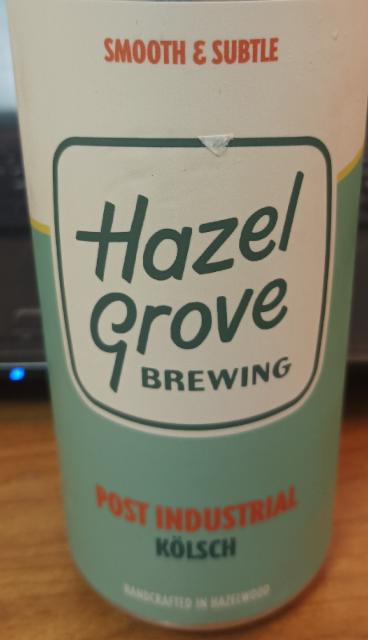 SMOOTH & SUBTLE
Hazel
Grove
BREWING
POST INDUSTRIAL
KÖLSCH
HANDCRAFTED IN HAZELWOOD